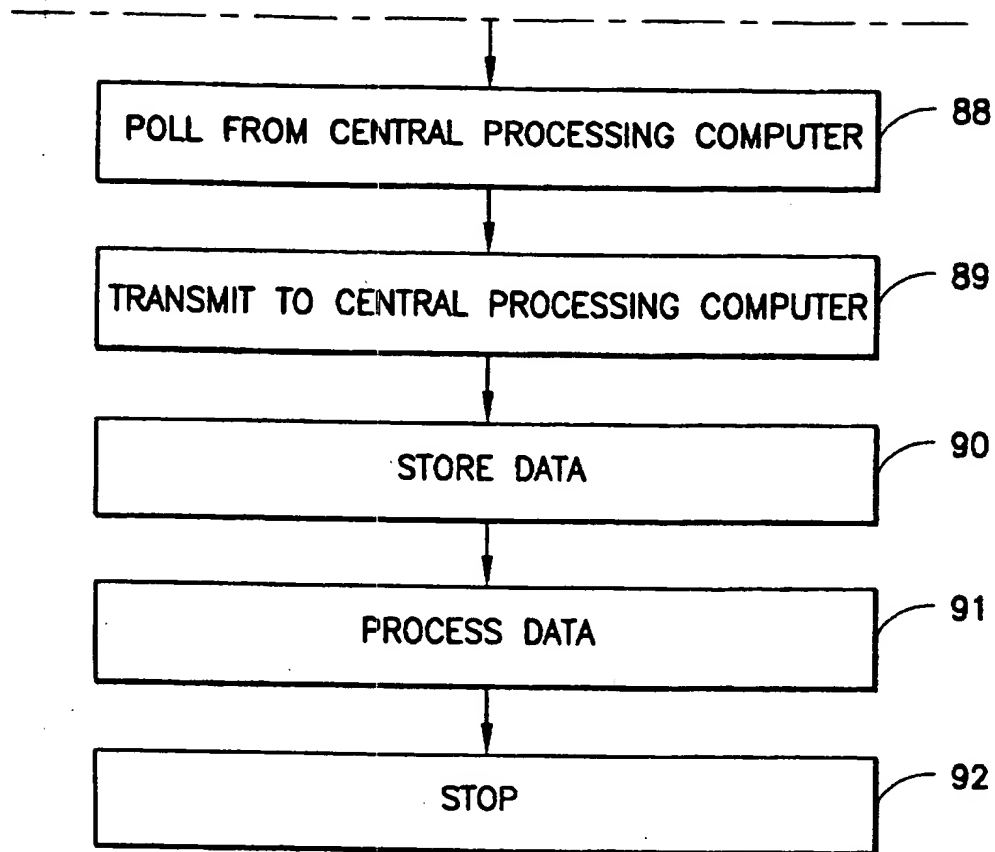 POLL FROM CENTRAL PROCESSING COMPUTER 88
TRANSMIT TO CENTRAL PROCESSING COMPUTER 89
STORE DATA 90
PROCESS DATA 91
STOP 92